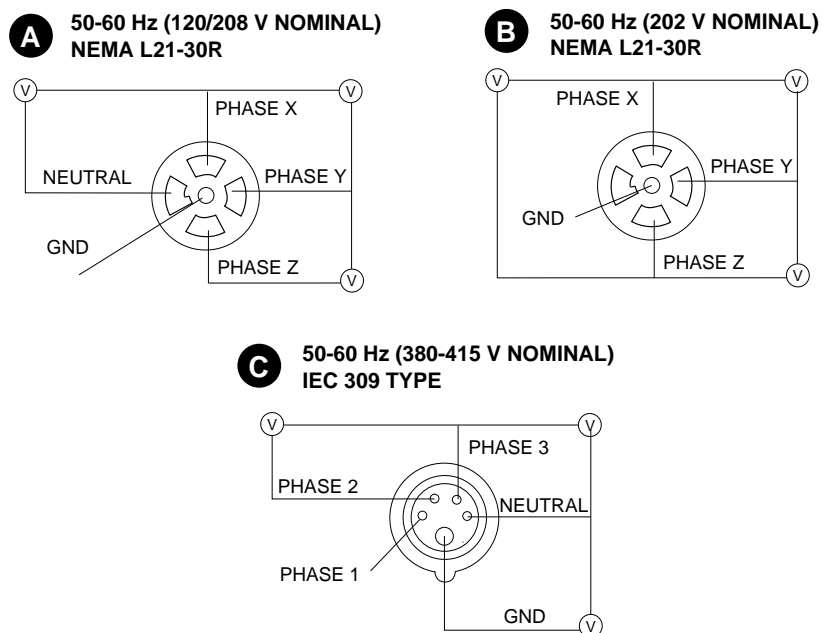 A
50-60 Hz (120/208 V NOMINAL)
NEMA L21-30R
V
V
PHASE X
NEUTRAL
PHASE Y
GND
PHASE Z
V
B
50-60 Hz (202 V NOMINAL)
NEMA L21-30R
V
V
PHASE X
PHASE Y
GND
PHASE Z
V
C
50-60 Hz (380-415 V NOMINAL)
IEC 309 TYPE
V
V
PHASE 3
PHASE 2
NEUTRAL
PHASE 1
GND
V